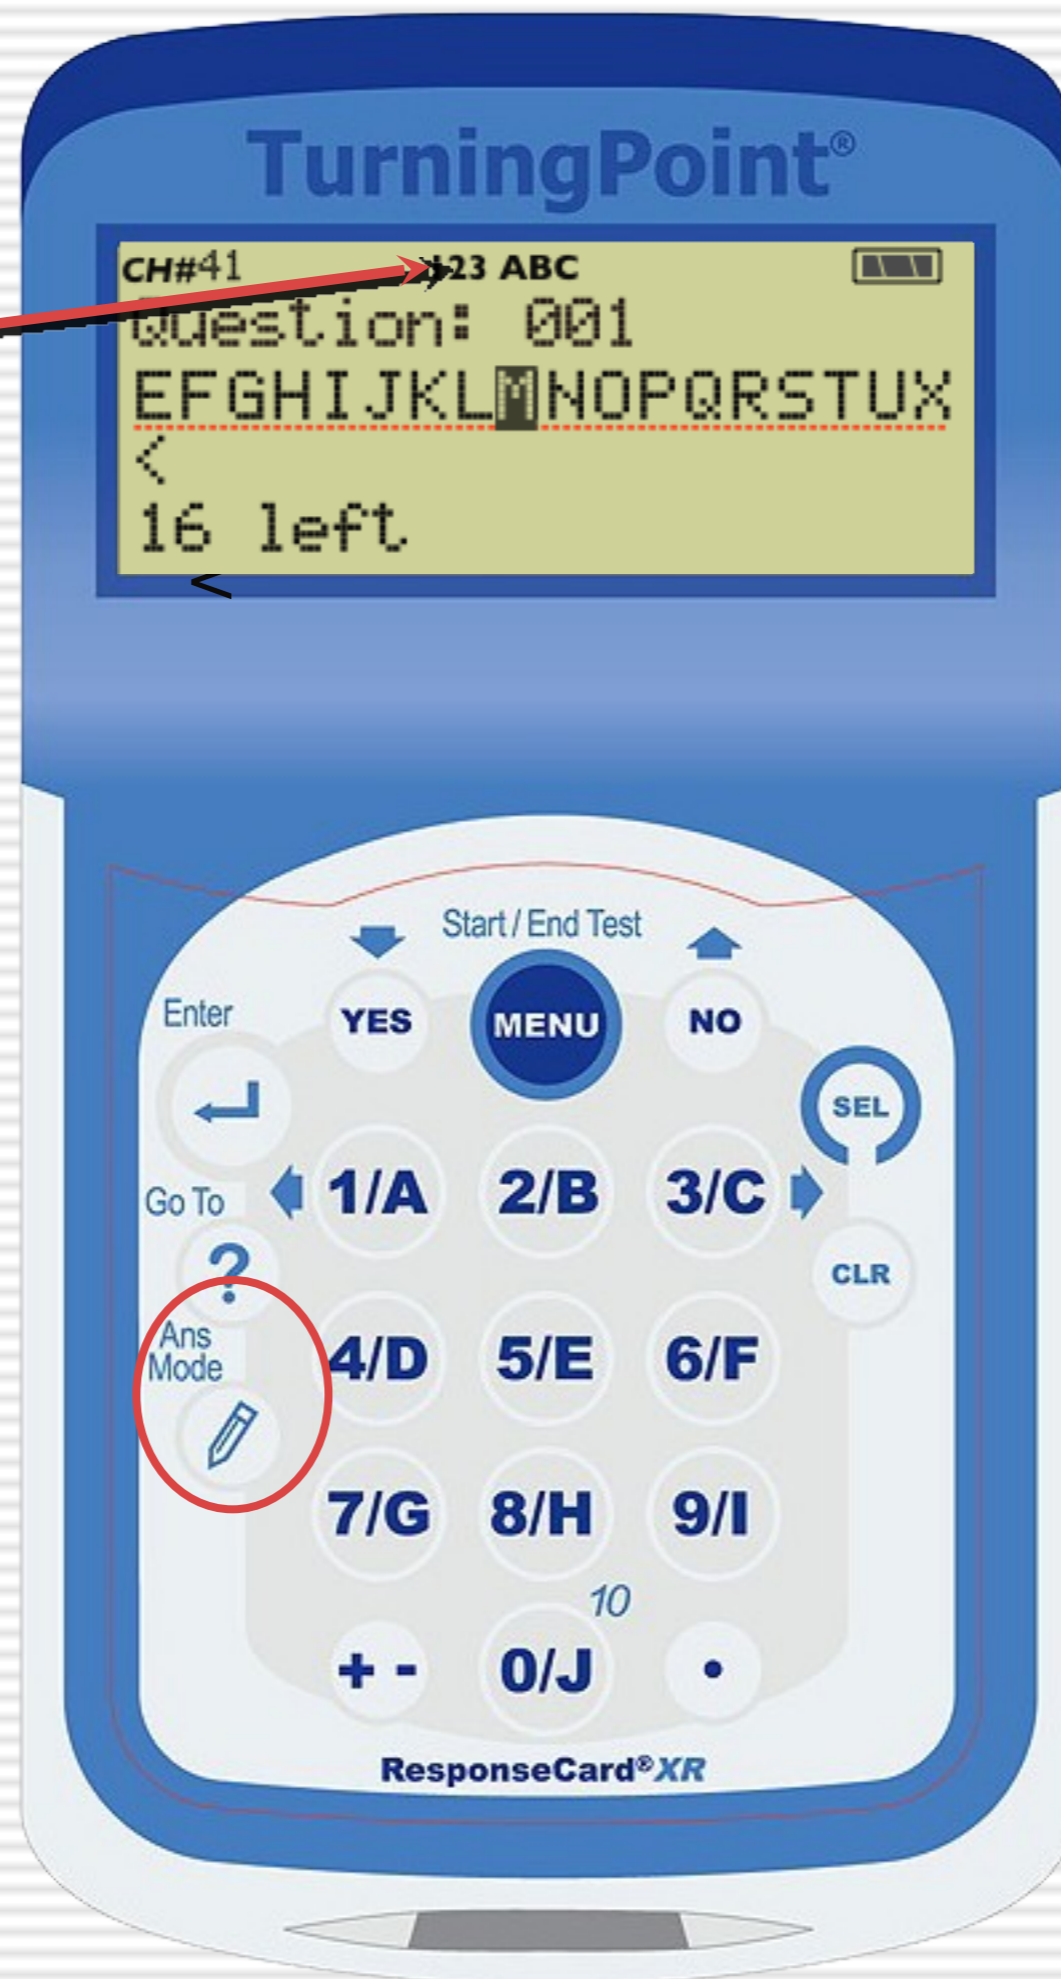 TurningPoint®
CH#41 123 ABC
Question: 001
EFGHIJKLMNOPQRSTUX
<
16 left
<
Start / End Test
Enter YES MENU NO
SEL
Go To 1/A 2/B 3/C
? CLR
Ans
Mode 4/D 5/E 6/F
7/G 8/H 9/I
10
+ - 0/J •
ResponseCard®XR